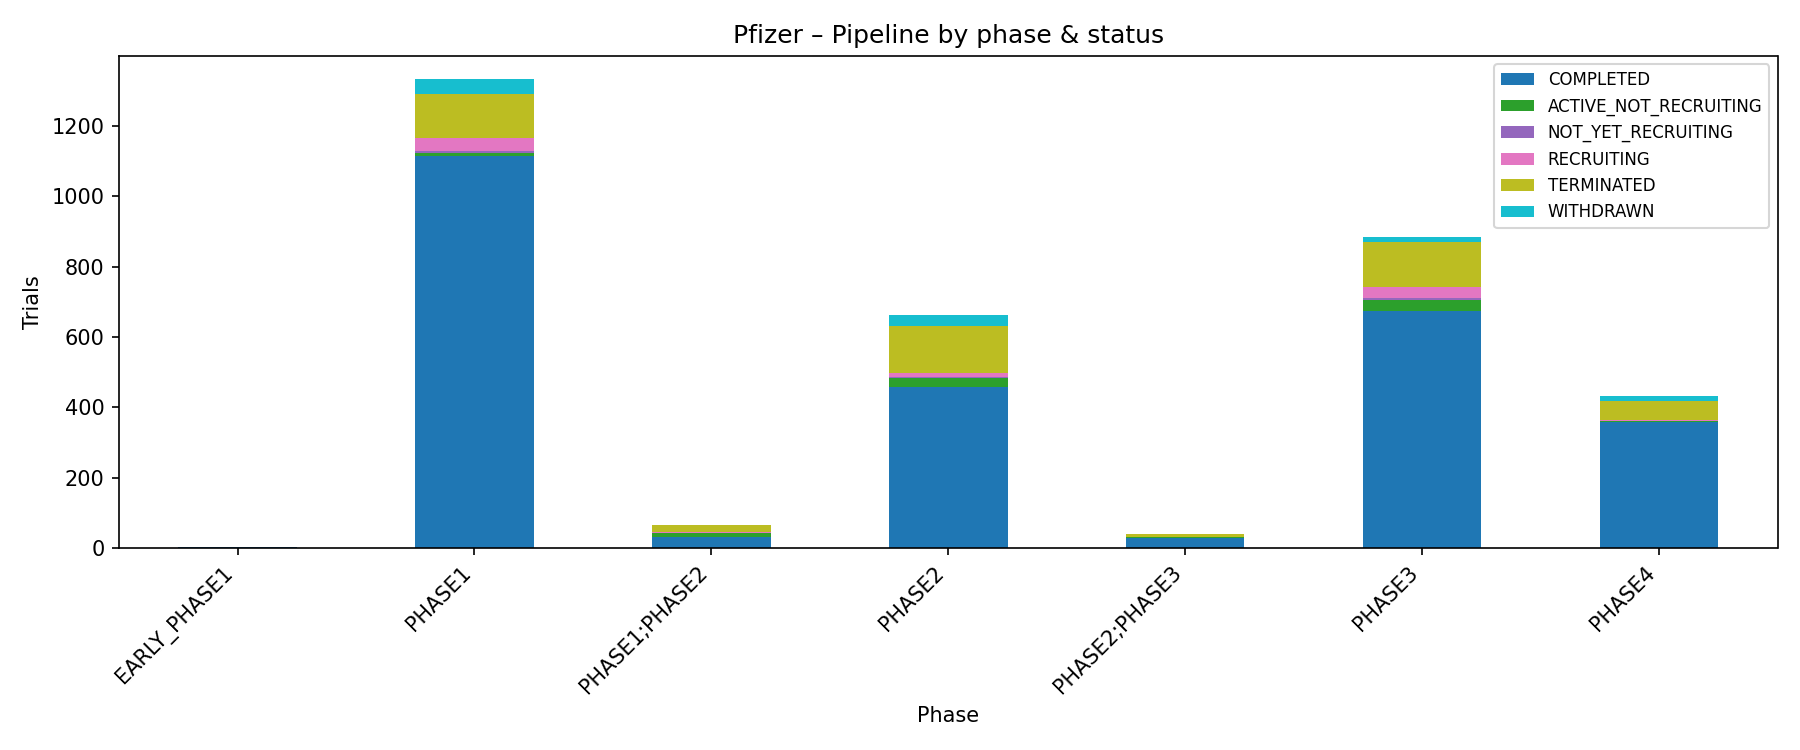 Pfizer – Pipeline by phase & status
COMPLETED
ACTIVE_NOT_RECRUITING
NOT_YET_RECRUITING
RECRUITING
TERMINATED
WITHDRAWN
Trials
1200
1000
800
600
400
200
0
EARLY_PHASE1
PHASE1
PHASE1;PHASE2
PHASE2
PHASE2;PHASE3
PHASE3
PHASE4
Phase